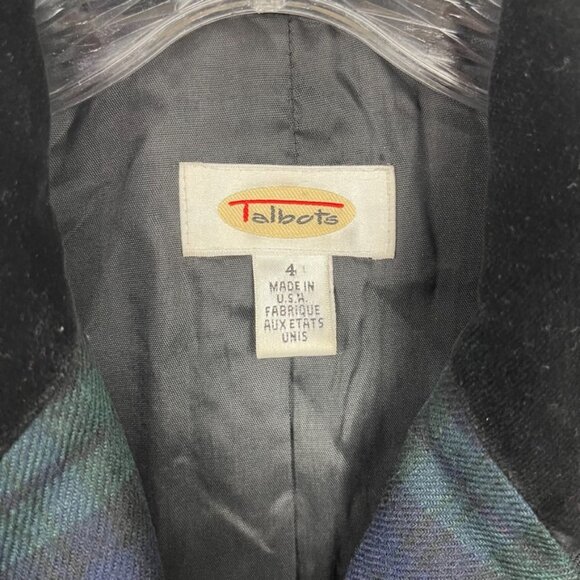 Talbots
4
MADE IN
U.S.A.
FABRIQUE
AUX ETATS
UNIS